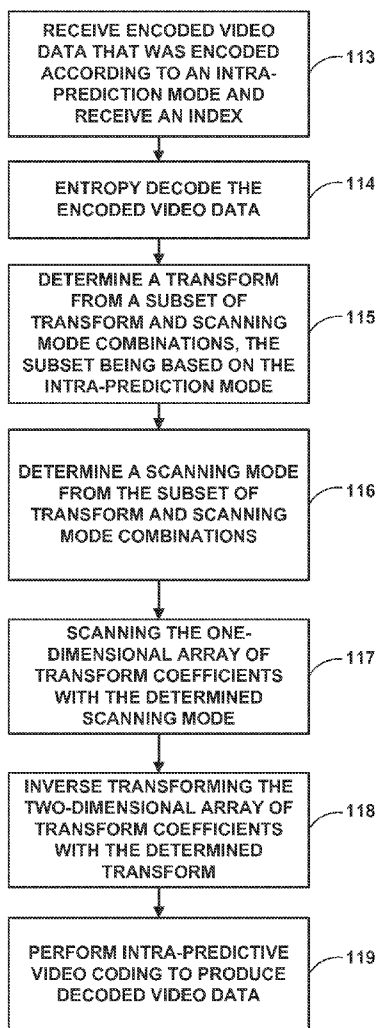 RECEIVE ENCODED VIDEO
DATA THAT WAS ENCODED
ACCORDING TO AN INTRA-
PREDICTION MODE AND
RECEIVE AN INDEX
113
ENTROPY DECODE THE
ENCODED VIDEO DATA
114
DETERMINE A TRANSFORM
FROM A SUBSET OF
TRANSFORM AND SCANNING
MODE COMBINATIONS, THE
SUBSET BEING BASED ON THE
INTRA-PREDICTION MODE
115
DETERMINE A SCANNING MODE
FROM THE SUBSET OF
TRANSFORM AND SCANNING
MODE COMBINATIONS
116
SCANNING THE ONE-
DIMENSIONAL ARRAY OF
TRANSFORM COEFFICIENTS
WITH THE DETERMINED
SCANNING MODE
117
INVERSE TRANSFORMING THE
TWO-DIMENSIONAL ARRAY OF
TRANSFORM COEFFICIENTS
WITH THE DETERMINED
TRANSFORM
118
PERFORM INTRA-PREDICTIVE
VIDEO CODING TO PRODUCE
DECODED VIDEO DATA
119